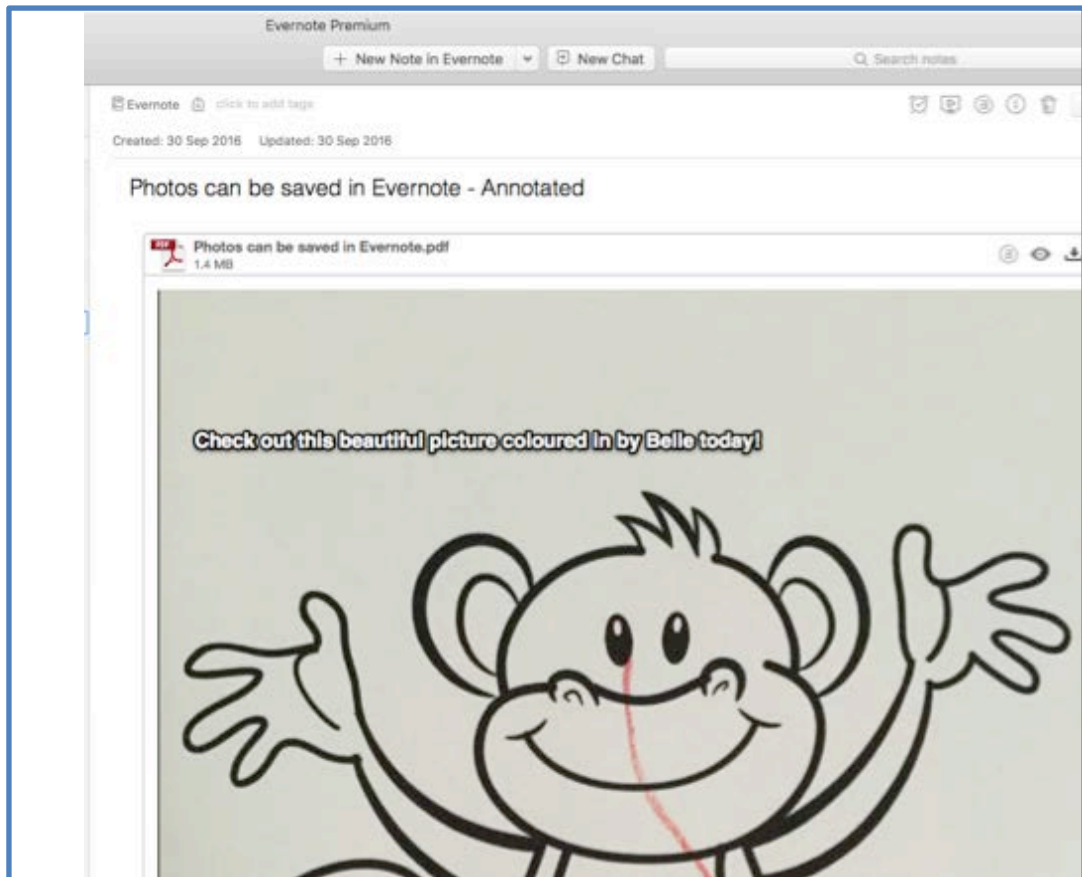 Evernote Premium
+ New Note in Evernote
New Chat
Search notes
Evernote click to add tags
Created: 30 Sep 2016 Updated: 30 Sep 2016
Photos can be saved in Evernote - Annotated
PDF
Photos can be saved in Evernote.pdf
1.4 MB
Check out this beautiful picture coloured in by Belle today!